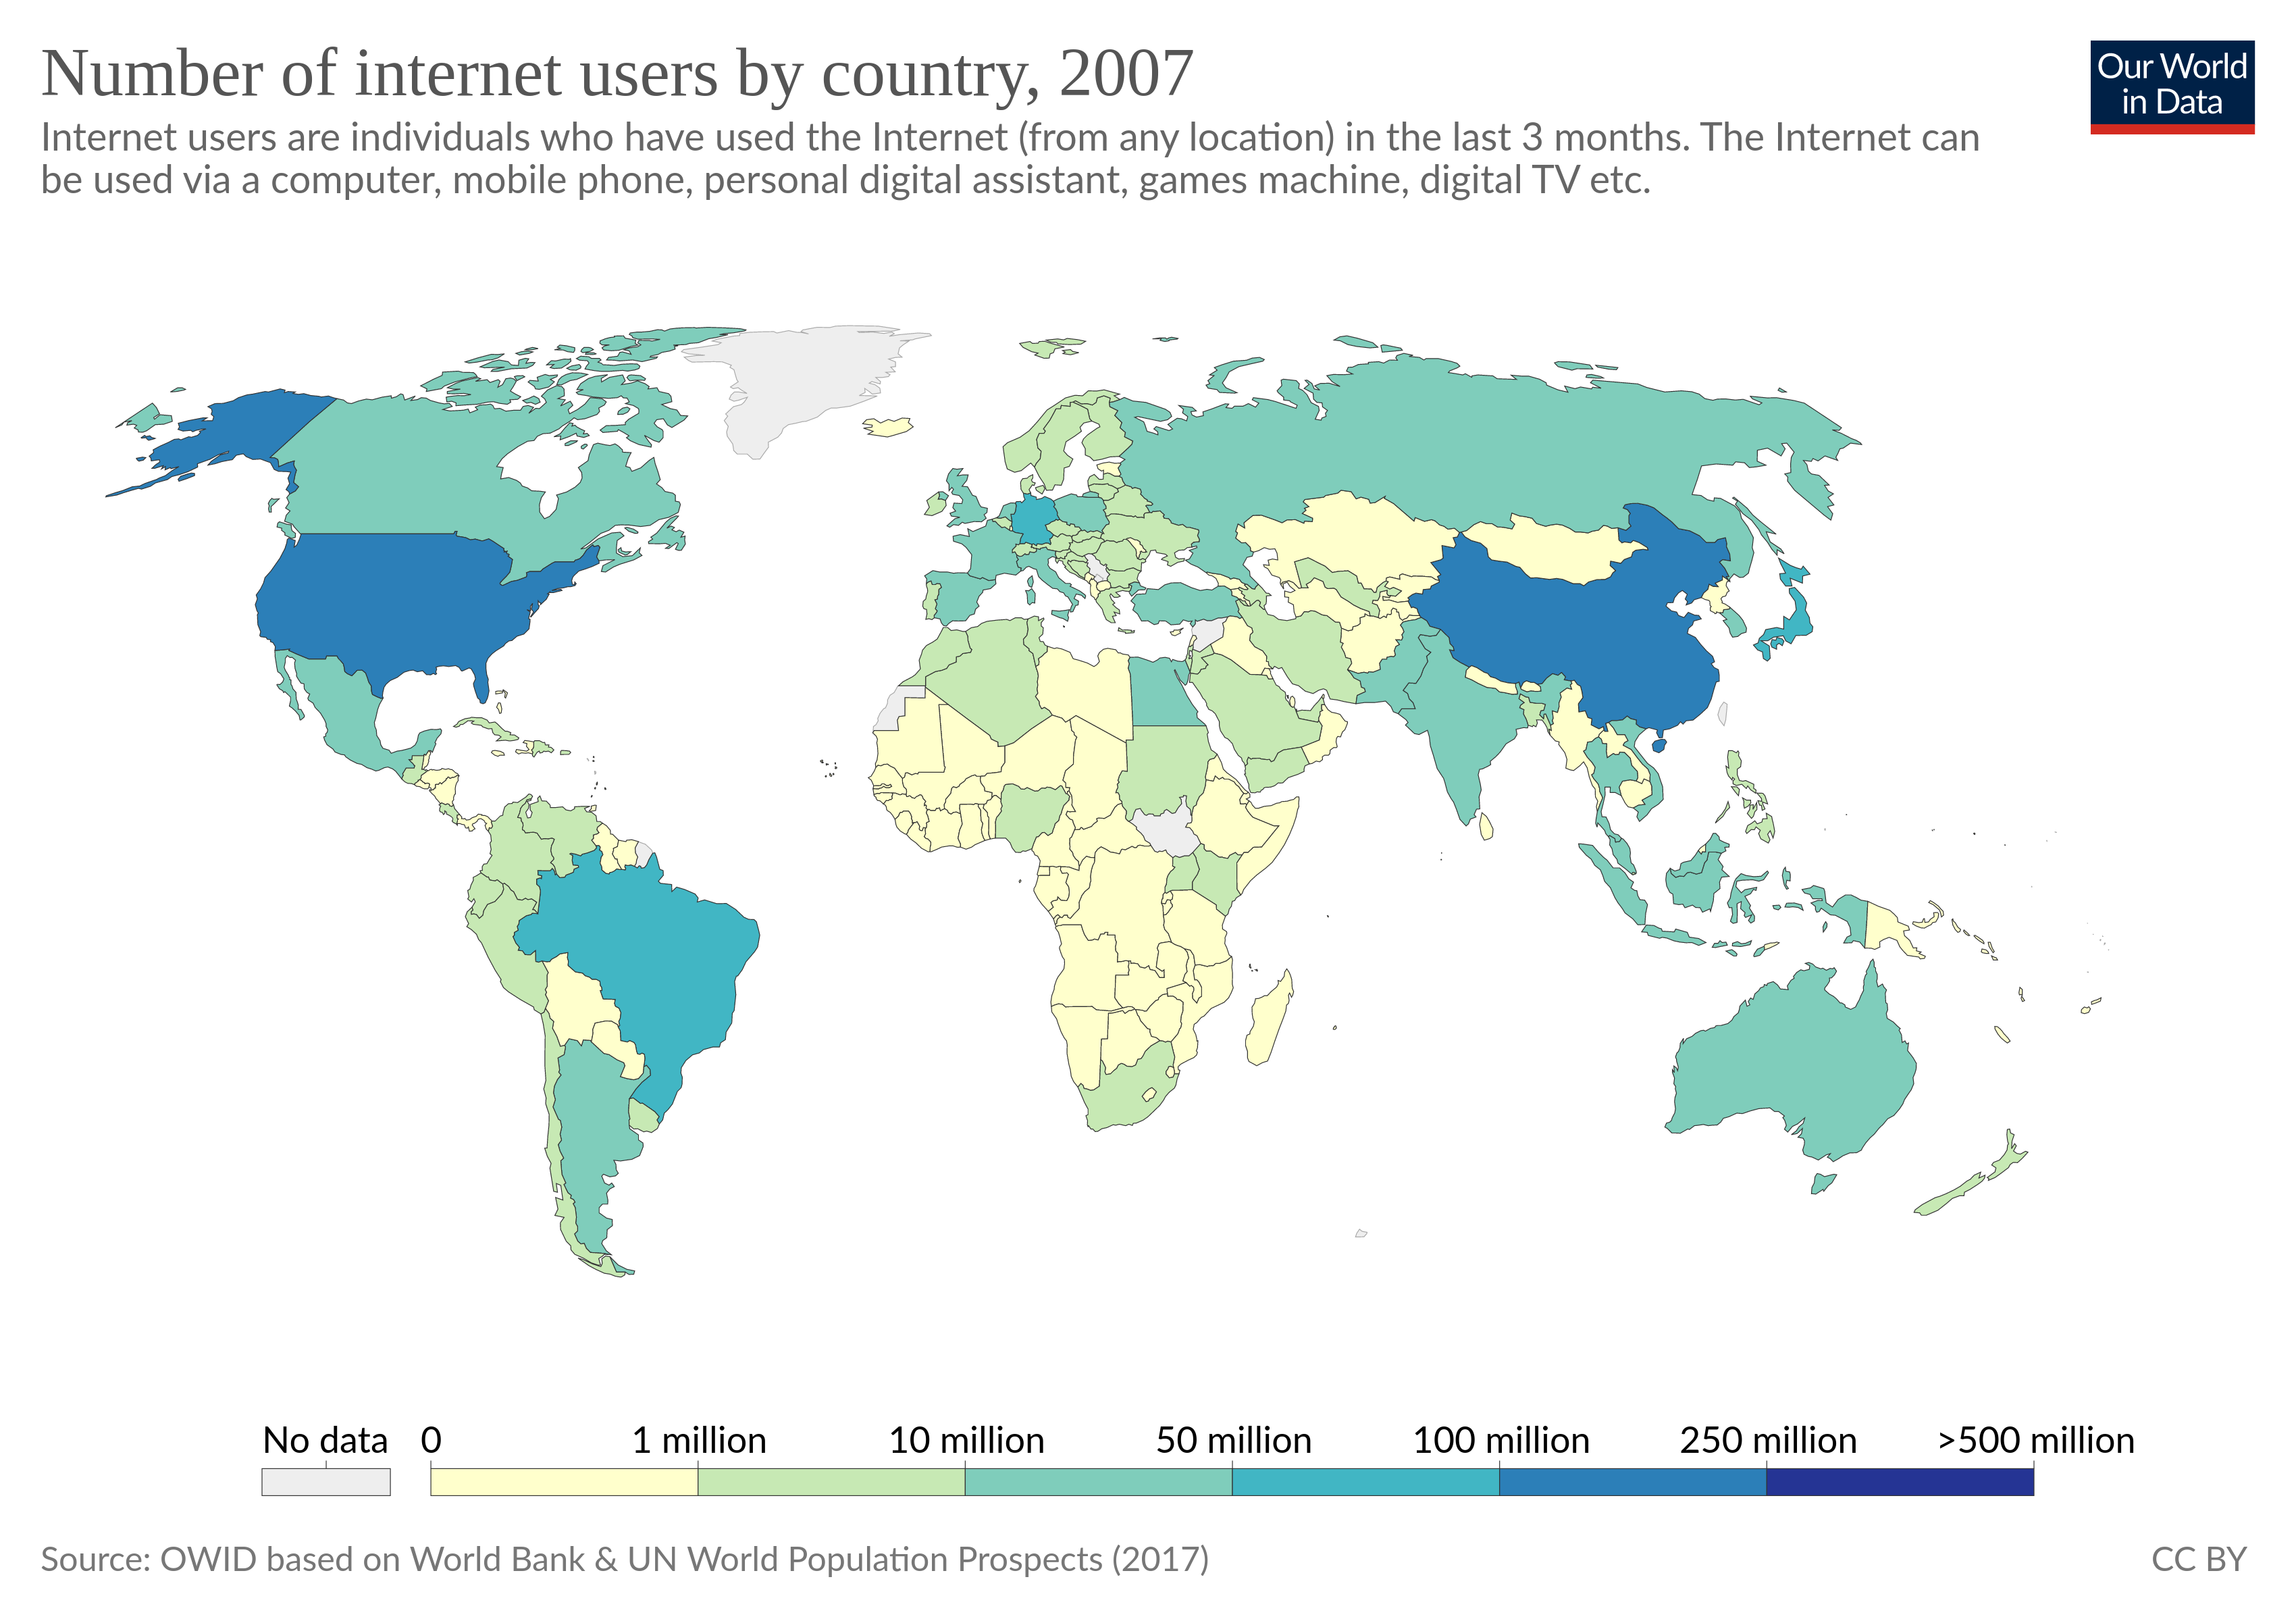 Number of internet users by country, 2007
Our World
in Data
Internet users are individuals who have used the Internet (from any location) in the last 3 months. The Internet can
be used via a computer, mobile phone, personal digital assistant, games machine, digital TV etc.
No data 0 1 million 10 million 50 million 100 million 250 million >500 million
Source: OWID based on World Bank & UN World Population Prospects (2017) CC BY